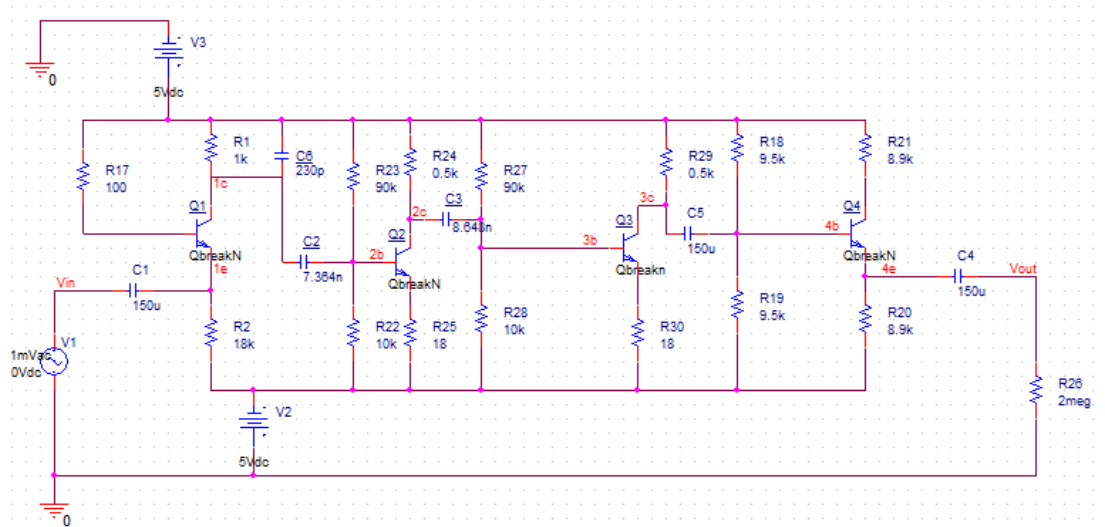 V3
0
5Vdc
R17
100
R1
1k
C6
230p
1c
Q1
QbreakN
1e
C1
150u
Vin
R2
18k
V1
1mVac
0Vdc
0
V2
5Vdc
C2
7.364n
R23
90k
2b
R22
10k
R24
0.5k
2c
Q2
QbreakN
R25
18
C3
8.648n
R27
90k
R28
10k
3b
R29
0.5k
3c
Q3
Qbreakn
R30
18
C5
150u
R18
9.5k
R19
9.5k
4b
R21
8.9k
Q4
QbreakN
4e
R20
8.9k
C4
150u
Vout
R26
2meg